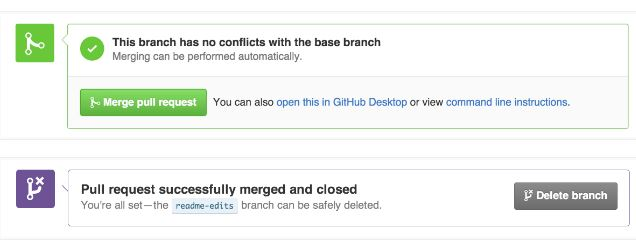 This branch has no conflicts with the base branch
Merging can be performed automatically.
Merge pull request You can also open this in GitHub Desktop or view command line instructions.
Pull request successfully merged and closed
You're all set—the readme-edits branch can be safely deleted.
Delete branch